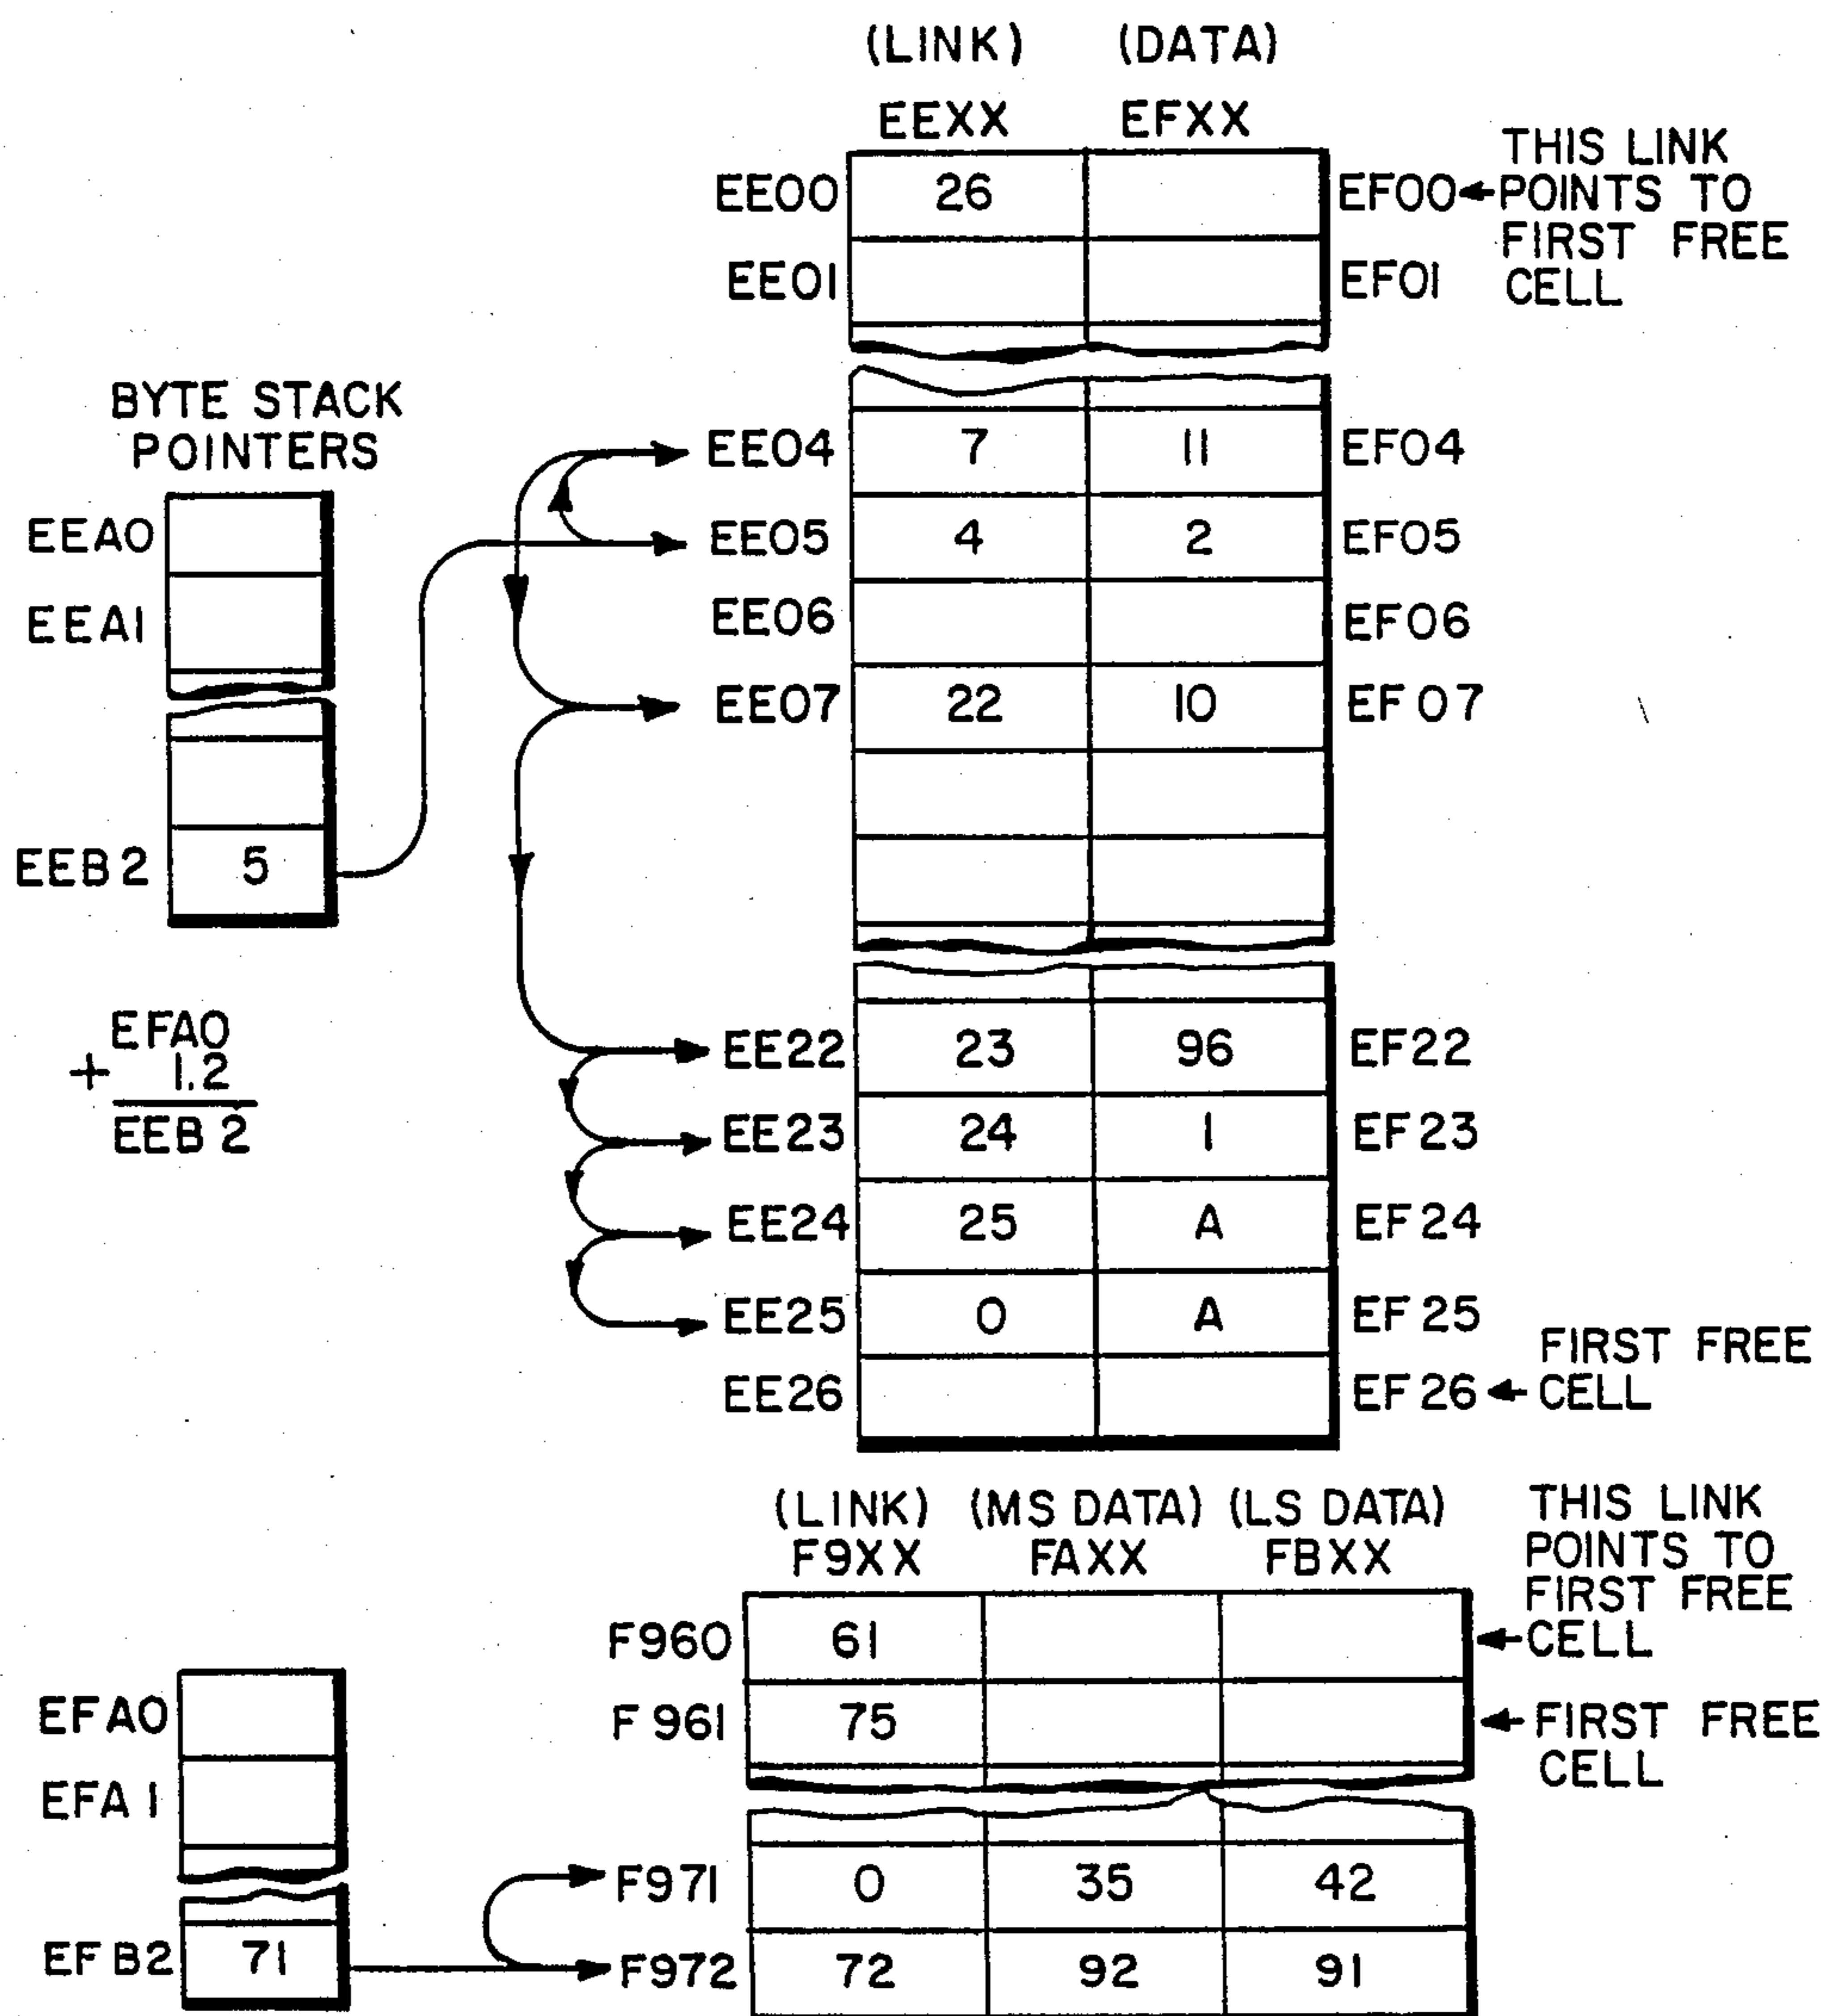 (LINK) (DATA)
EEXX EFXX
EE00 26 EF00
THIS LINK
POINTS TO
FIRST FREE
CELL
EE01 EF01
BYTE STACK
POINTERS
EEA0
EEA1
EEB2 5
EE04 7 11 EF04
EE05 4 2 EF05
EE06 EF06
EE07 22 10 EF07
EFA0
+ 1.2
EEB2
EE22 23 96 EF22
EE23 24 1 EF23
EE24 25 A EF24
EE25 0 A EF25
EE26 EF26
FIRST FREE
CELL
(LINK) (MS DATA) (LS DATA)
F9XX FAXX FBXX
THIS LINK
POINTS TO
FIRST FREE
CELL
F960 61
F961 75
FIRST FREE
CELL
EFA0
EFA1
EFB2 71
F971 0 35 42
F972 72 92 91